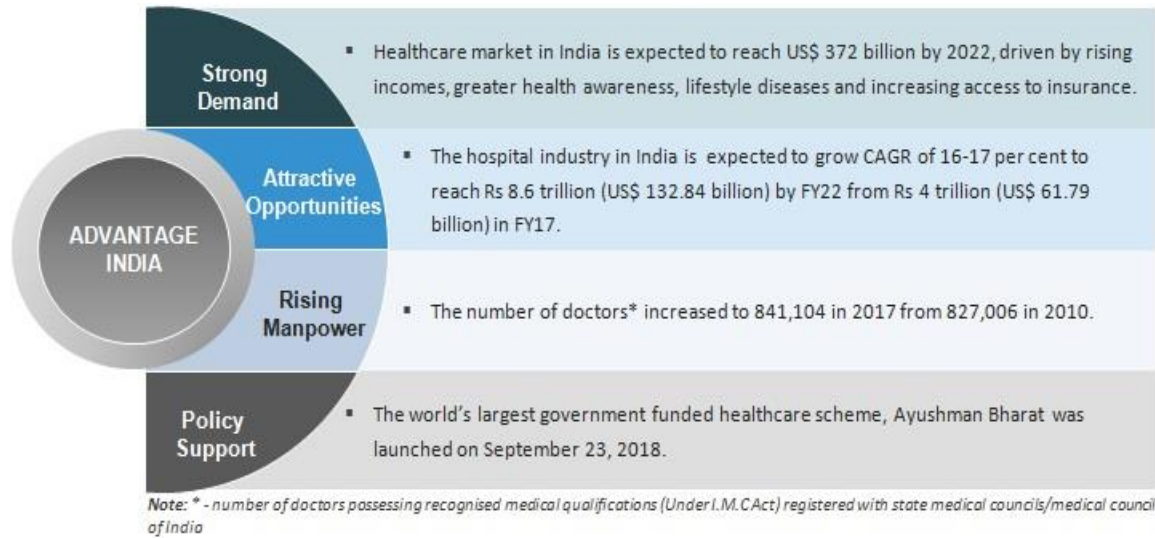 Strong
Demand
▪ Healthcare market in India is expected to reach US$ 372 billion by 2022, driven by rising
incomes, greater health awareness, lifestyle diseases and increasing access to insurance.
ADVANTAGE
INDIA
Attractive
Opportunities
▪ The hospital industry in India is expected to grow CAGR of 16-17 per cent to
reach Rs 8.6 trillion (US$ 132.84 billion) by FY22 from Rs 4 trillion (US$ 61.79
billion) in FY17.
Rising
Manpower
▪ The number of doctors* increased to 841,104 in 2017 from 827,006 in 2010.
Policy
Support
▪ The world's largest government funded healthcare scheme, Ayushman Bharat was
launched on September 23, 2018.
Note: * - number of doctors possessing recognised medical qualifications (Under I.M.C Act) registered with state medical councils/medical council
of India